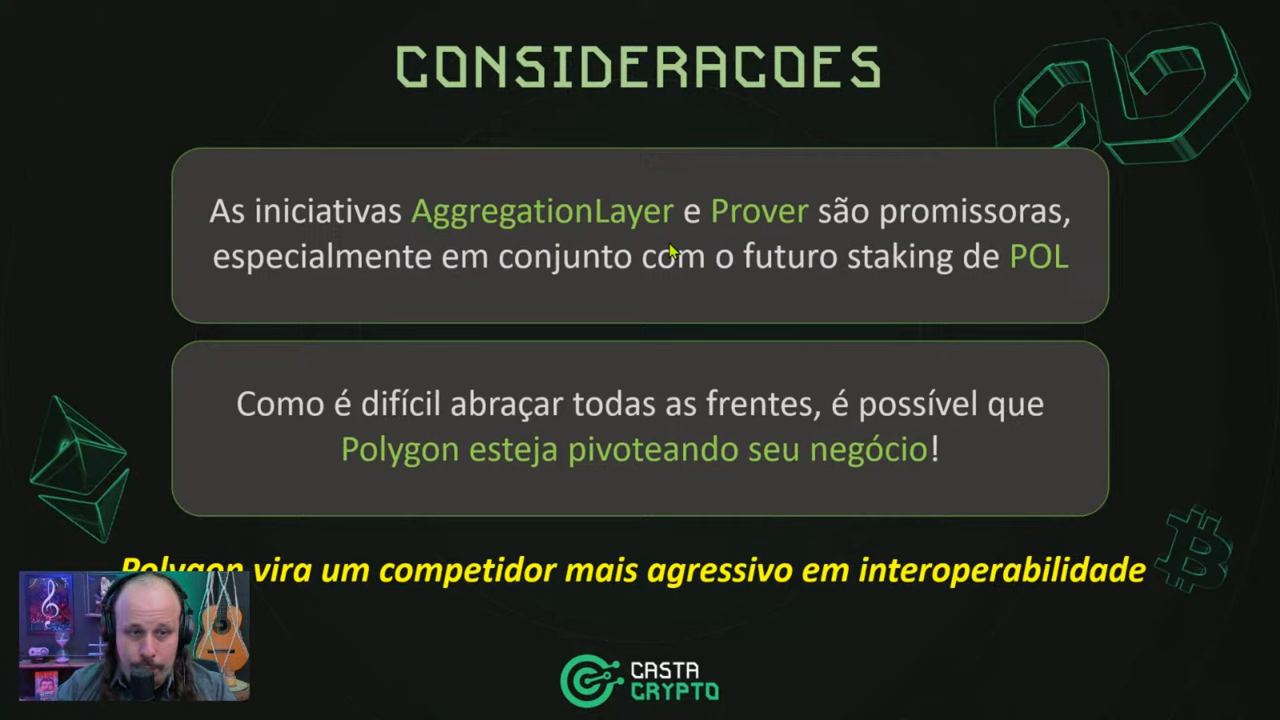 CONSIDERACOES
As iniciativas AggregationLayer e Prover são promissoras,
especialmente em conjunto com o futuro staking de POL
Como é difícil abraçar todas as frentes, é possível que
Polygon esteja pivoteando seu negócio!
Polygon vira um competidor mais agressivo em interoperabilidade
CASTA
CRYPTO